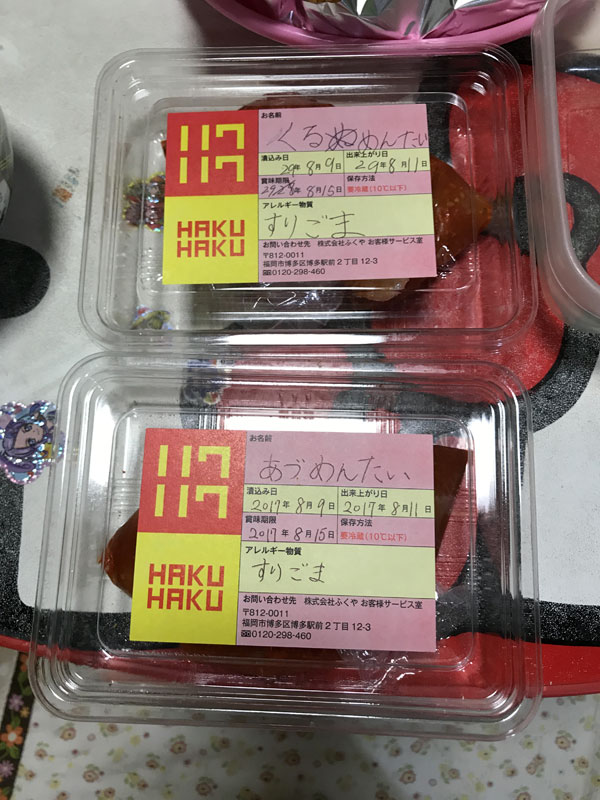 ハク
ハク
HAKU
HAKU
お名前
くるぬめんたい
漬込み日
29年8月9日
出来上がり日
29年8月11日
賞味期限
8月15日
保存方法
要冷蔵(10℃以下)
アレルギー物質
すりごま
お問い合わせ先 株式会社ふくや お客様サービス室
〒812-0011
福岡市博多区博多駅前2丁目12-3
0120-298-460
ハク
ハク
HAKU
HAKU
お名前
あづめんたい
漬込み日
2017年8月9日
出来上がり日
2017年8月11日
賞味期限
2017年8月15日
保存方法
要冷蔵(10℃以下)
アレルギー物質
すりごま
お問い合わせ先 株式会社ふくや お客様サービス室
〒812-0011
福岡市博多区博多駅前2丁目12-3
0120-298-460